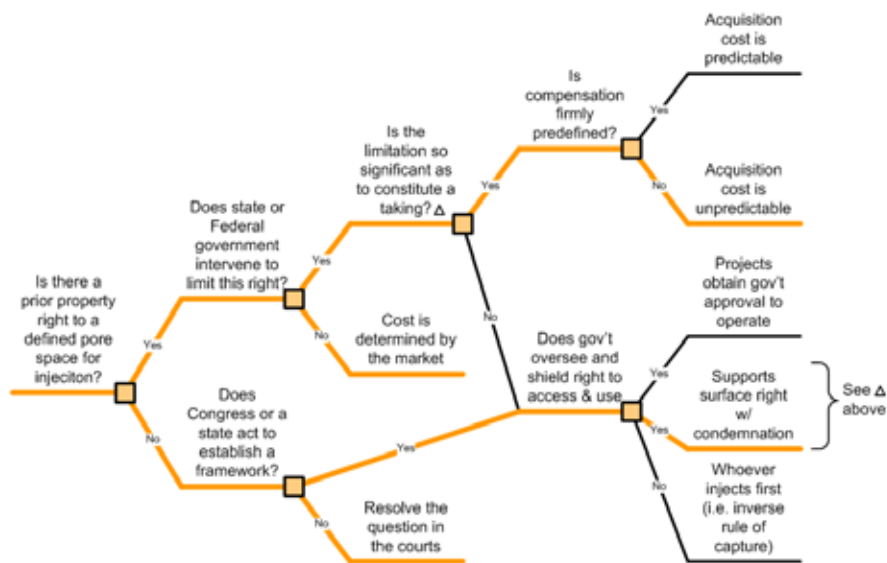 Is there a
prior property
right to a
defined pore
space for
injeciton?
Yes
No
Does state or
Federal
government
intervene to
limit this right?
Yes
No
Does
Congress or a
state act to
establish a
framework?
Yes
No
Is the
limitation so
significant as
to constitute a
taking? Δ
Yes
No
Cost is
determined by
the market
Resolve the
question in
the courts
Is
compensation
firmly
predefined?
Yes
No
Acquisition
cost is
predictable
Acquisition
cost is
unpredictable
Does gov't
oversee and
shield right to
access & use
Yes
Yes
No
Projects
obtain gov't
approval to
operate
Supports
surface right
w/
condemnation
See Δ
above
Whoever
injects first
(i.e. inverse
rule of
capture)